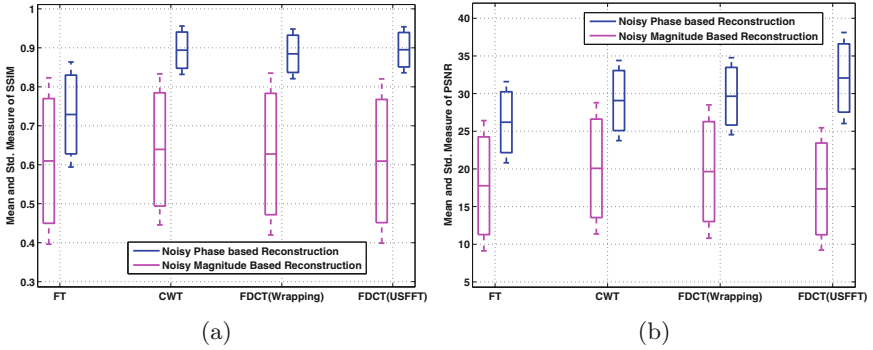 Mean and Std. Measure of SSIM
1
0.9
0.8
0.7
0.6
0.5
0.4
0.3
FT
CWT
FDCT(Wrapping)
FDCT(USFFT)
Noisy Phase based Reconstruction
Noisy Magnitude Based Reconstruction
(a)
Mean and Std. Measure of PSNR
40
35
30
25
20
15
10
5
FT
CWT
FDCT(Wrapping)
FDCT(USFFT)
Noisy Phase based Reconstruction
Noisy Magnitude Based Reconstruction
(b)